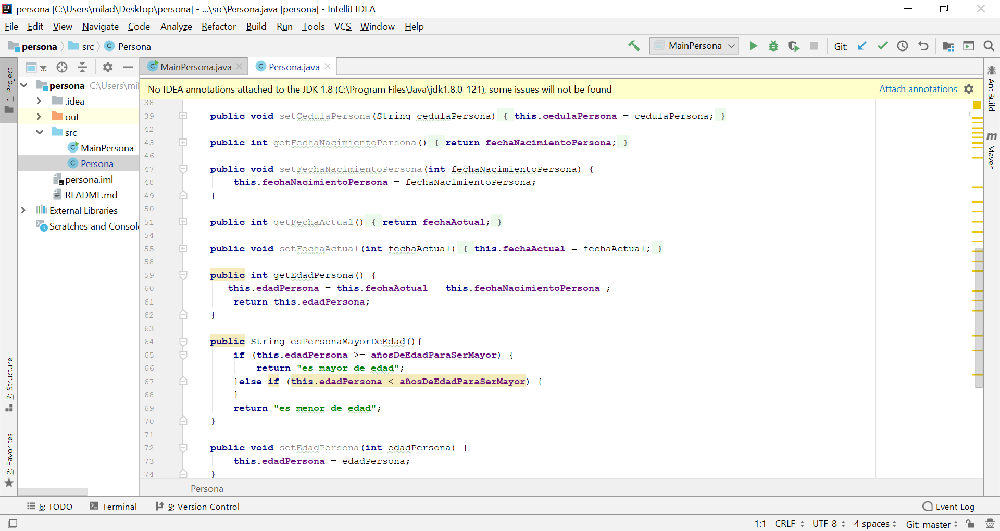 persona [C:\Users\milad\Desktop\persona] - ...\src\Persona.java [persona] - IntelliJ IDEA
File Edit View Navigate Code Analyze Refactor Build Run Tools VCS Window Help
persona src Persona
MainPersona
Git:
MainPersona.java Persona.java
1: Project
7: Structure
2: Favorites
persona C:\Users\mil
.idea
out
src
MainPersona
Persona
persona.iml
README.md
External Libraries
Scratches and Console
No IDEA annotations attached to the JDK 1.8 (C:\Program Files\Java\jdk1.8.0_121), some issues will not be found
Attach annotations
38
39 public void setCedulaPersona(String cedulaPersona) { this.cedulaPersona = cedulaPersona; }
42
43 public int getFechaNacimientoPersona() { return fechaNacimientoPersona; }
46
47 public void setFechaNacimientoPersona(int fechaNacimientoPersona) {
48 this.fechaNacimientoPersona = fechaNacimientoPersona;
49 }
50
51 public int getFechaActual() { return fechaActual; }
54
55 public void setFechaActual(int fechaActual) { this.fechaActual = fechaActual; }
58
59 public int getEdadPersona() {
60 this.edadPersona = this.fechaActual - this.fechaNacimientoPersona ;
61 return this.edadPersona;
62 }
63
64 public String esPersonaMayorDeEdad(){
65 if (this.edadPersona >= añosDeEdadParaSerMayor) {
66 return "es mayor de edad";
67 }else if (this.edadPersona < añosDeEdadParaSerMayor) {
68 }
69 return "es menor de edad";
70 }
71
72 public void setEdadPersona(int edadPersona) {
73 this.edadPersona = edadPersona;
74 }
Persona
Ant Build
m Maven
6: TODO Terminal 9: Version Control
Event Log
1:1 CRLF UTF-8 4 spaces Git: master